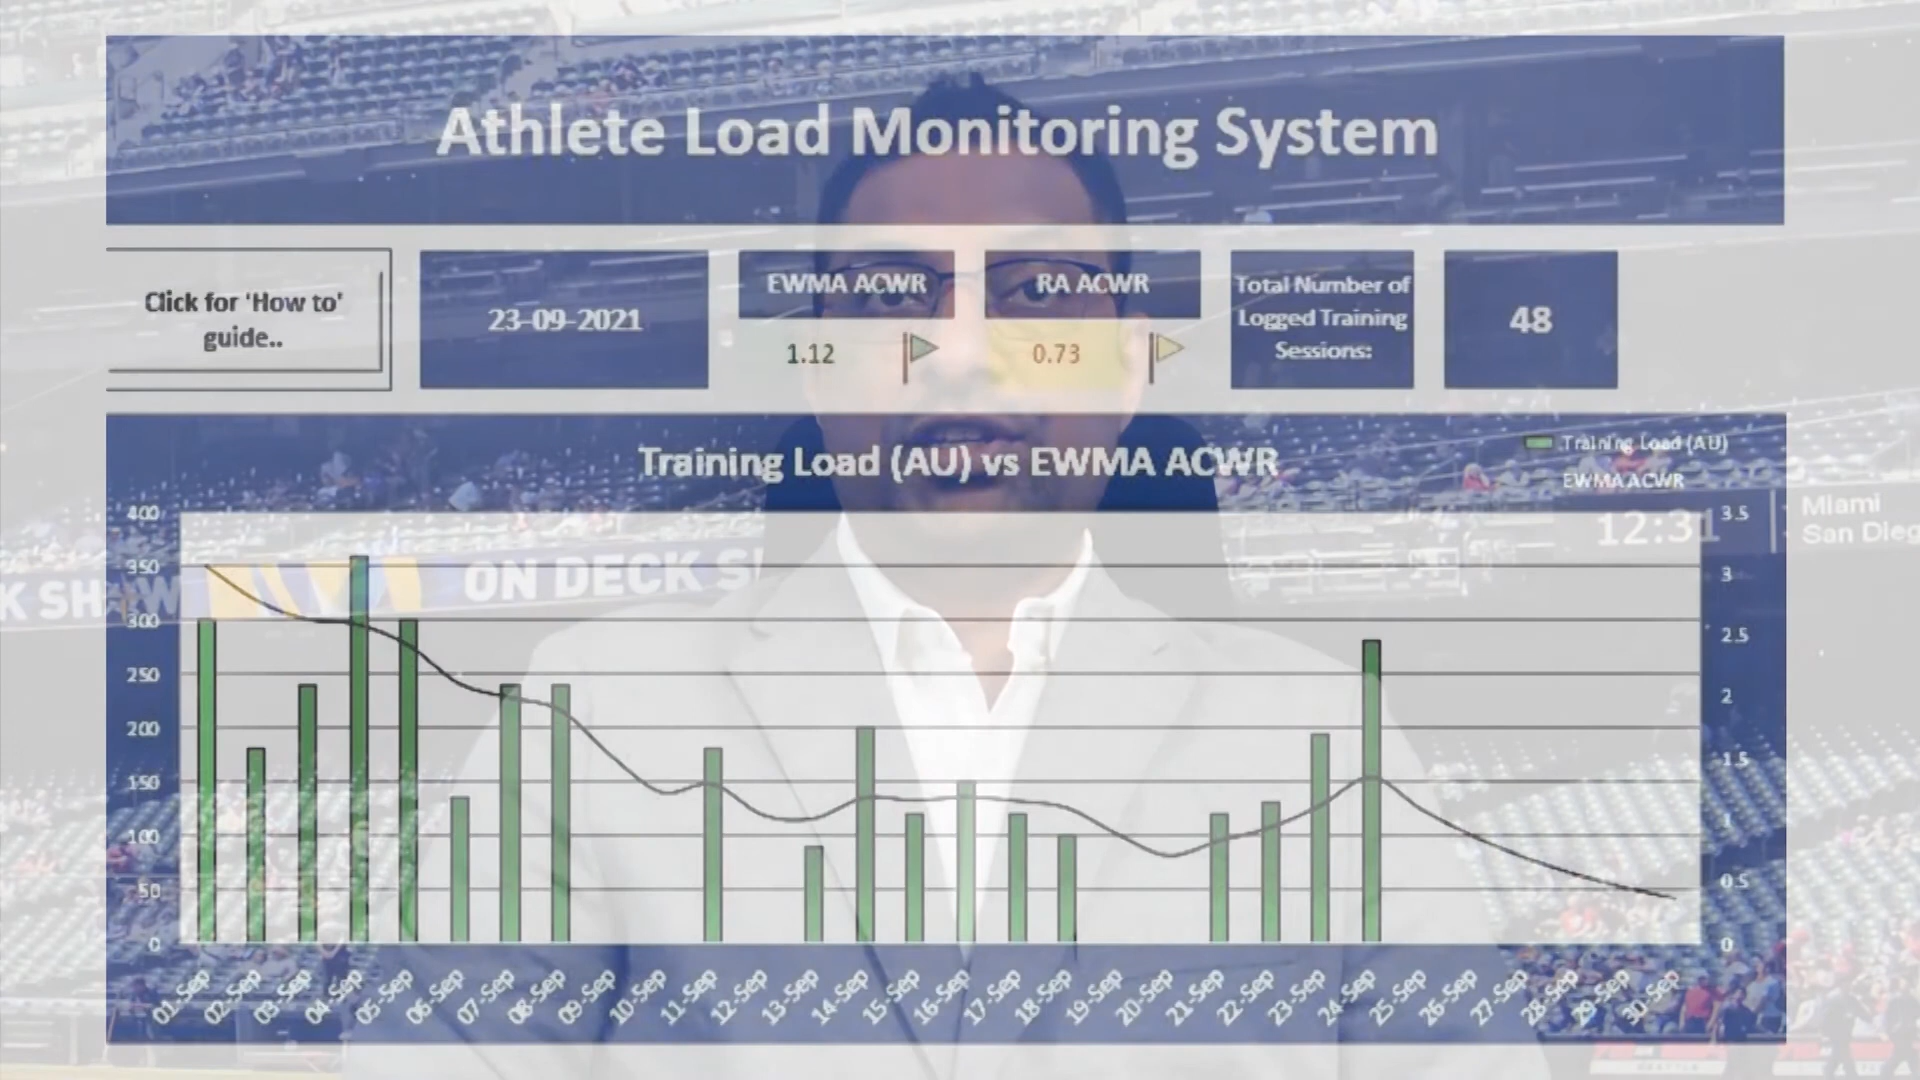 Athlete Load Monitoring System
Click for 'How to'
guide..
23-09-2021
EWMA ACWR
1.12
RA ACWR
0.73
Total Number of
Logged Training
Sessions:
48
Training Load (AU) vs EWMA ACWR
Training Load (AU)
EWMA ACWR
400
350
300
250
200
150
100
50
0
3.5
3
2.5
2
1.5
1
0.5
0
12:31
Miami
San Dieg
K SHOW
ON DECK S
01-Sep
02-Sep
03-Sep
04-Sep
05-Sep
06-Sep
07-Sep
08-Sep
09-Sep
10-Sep
11-Sep
12-Sep
13-Sep
14-Sep
15-Sep
16-Sep
17-Sep
18-Sep
19-Sep
20-Sep
21-Sep
22-Sep
23-Sep
24-Sep
25-Sep
26-Sep
27-Sep
28-Sep
29-Sep
30-Sep